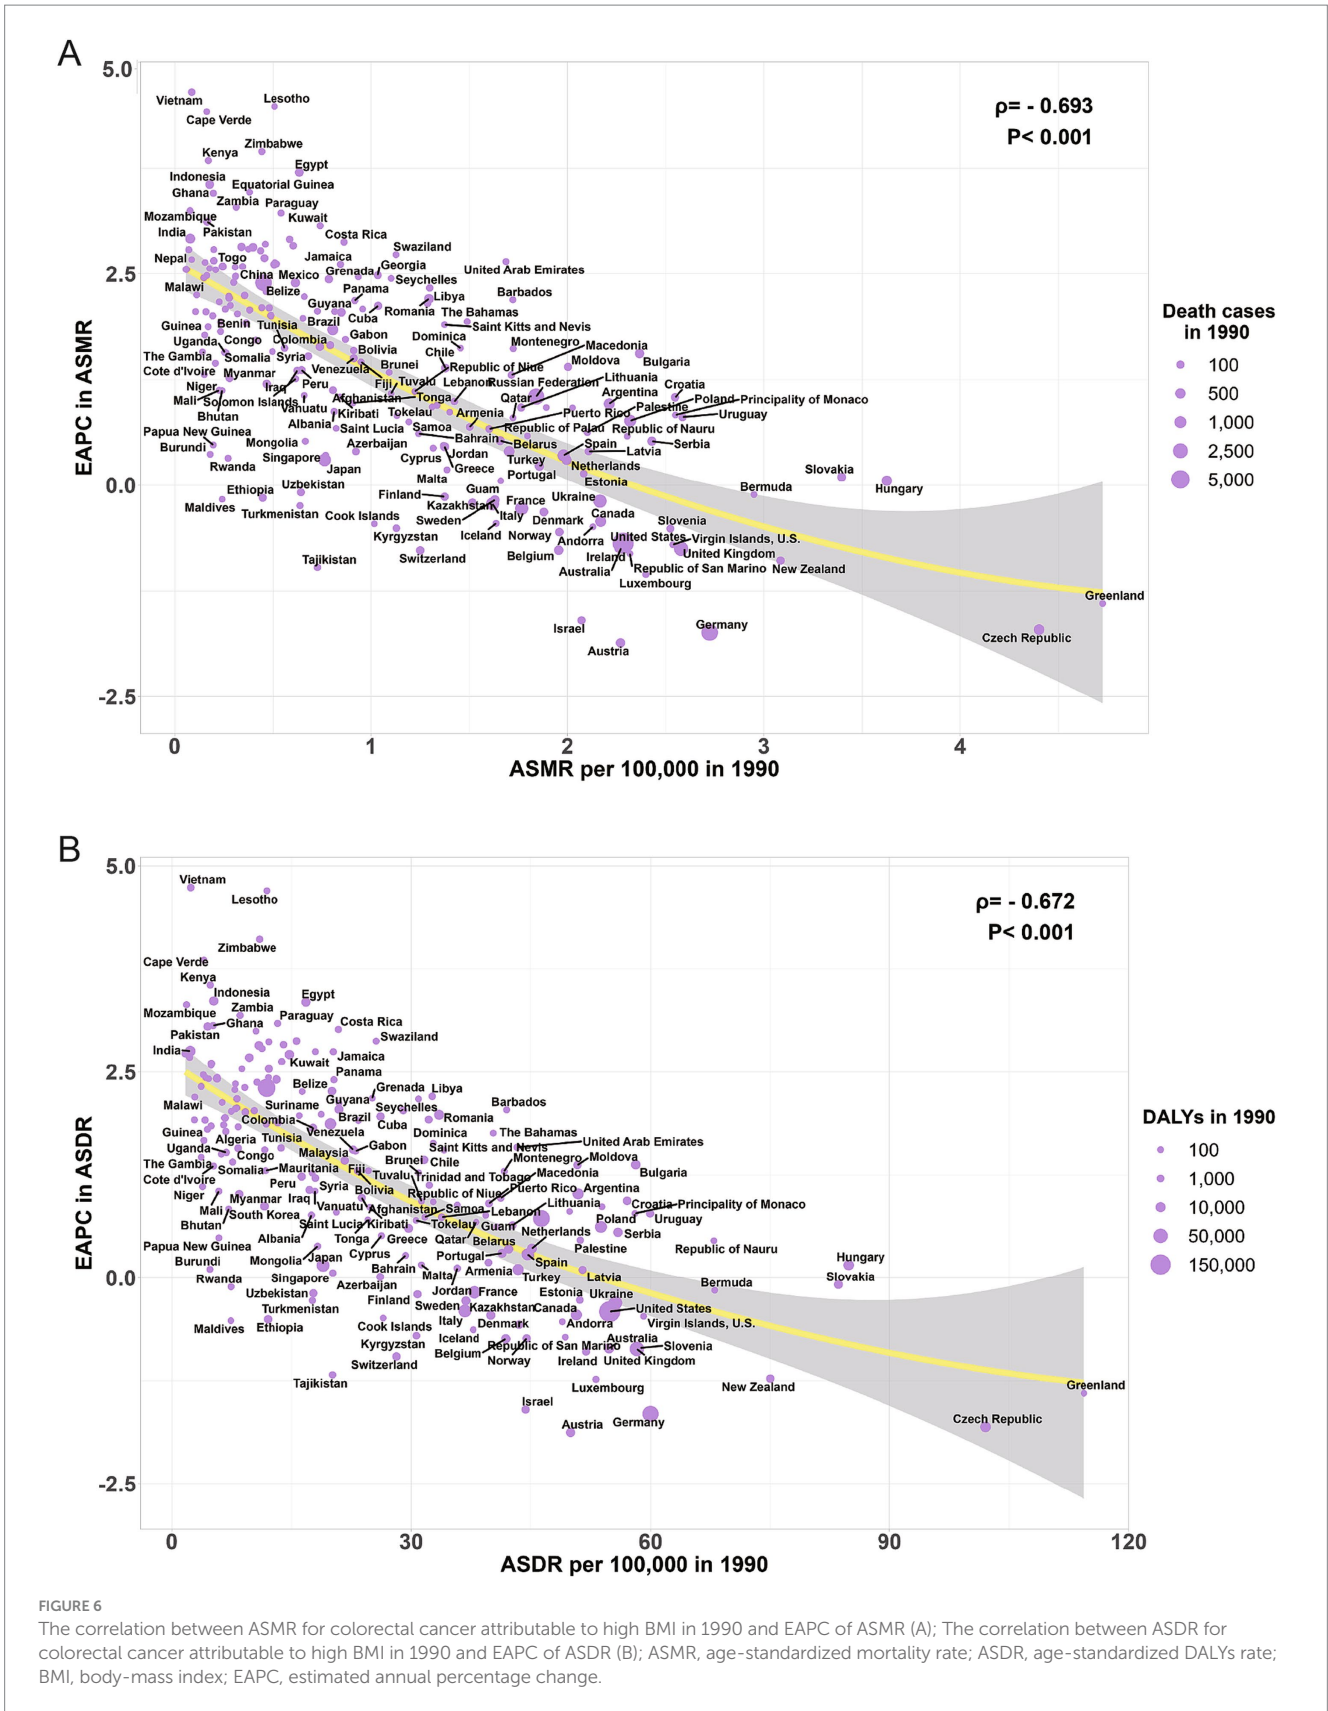 A
5.0
2.5
0.0
-2.5
EAPC in ASMR
ρ= - 0.693
P< 0.001
Vietnam
Lesotho
Cape Verde
Zimbabwe
Kenya
Egypt
Indonesia
Equatorial Guinea
Ghana
Zambia
Paraguay
Mozambique
Kuwait
India
Pakistan
Costa Rica
Swaziland
Nepal
Togo
Jamaica
Georgia
United Arab Emirates
China
Mexico
Grenada
Seychelles
Malawi
Belize
Panama
Libya
Barbados
Guyana
Romania
The Bahamas
Guinea
Benin
Tunisia
Brazil
Cuba
Saint Kitts and Nevis
Uganda
Congo
Colombia
Gabon
Dominica
Montenegro
Macedonia
The Gambia
Somalia
Syria
Bolivia
Chile
Moldova
Bulgaria
Cote d'Ivoire
Myanmar
Venezuela
Brunei
Republic of Niue
Lithuania
Niger
Iraq
Peru
Fiji
Tuvalu
Lebanon
Russian Federation
Croatia
Mali
Solomon Islands
Afghanistan
Tonga
Qatar
Argentina
Poland
Principality of Monaco
Bhutan
Vanuatu
Kiribati
Tokelau
Armenia
Puerto Rico
Palestine
Uruguay
Albania
Saint Lucia
Samoa
Republic of Palau
Republic of Nauru
Papua New Guinea
Mongolia
Azerbaijan
Bahrain
Belarus
Spain
Serbia
Burundi
Singapore
Cyprus
Jordan
Latvia
Rwanda
Japan
Greece
Turkey
Netherlands
Slovakia
Malta
Portugal
Estonia
Hungary
Ethiopia
Uzbekistan
Finland
Guam
Ukraine
Bermuda
Maldives
Turkmenistan
Kazakhstan
France
Canada
Cook Islands
Sweden
Italy
Denmark
Slovenia
Kyrgyzstan
Iceland
Norway
Andorra
United States
Virgin Islands, U.S.
Tajikistan
Switzerland
Belgium
Ireland
United Kingdom
Australia
Republic of San Marino
New Zealand
Luxembourg
Greenland
Israel
Germany
Czech Republic
Austria
0 1 2 3 4
ASMR per 100,000 in 1990
Death cases
in 1990
100
500
1,000
2,500
5,000
B
5.0
2.5
0.0
-2.5
EAPC in ASDR
ρ= - 0.672
P< 0.001
Vietnam
Lesotho
Zimbabwe
Cape Verde
Kenya
Indonesia
Egypt
Mozambique
Zambia
Paraguay
Ghana
Costa Rica
Pakistan
Swaziland
India
Kuwait
Jamaica
Panama
Belize
Grenada
Libya
Malawi
Suriname
Guyana
Seychelles
Barbados
Colombia
Brazil
Romania
Guinea
Algeria
Tunisia
Venezuela
Cuba
Dominica
The Bahamas
Uganda
Congo
Malaysia
Gabon
Saint Kitts and Nevis
United Arab Emirates
The Gambia
Somalia
Mauritania
Fiji
Brunei
Chile
Montenegro
Moldova
Cote d'Ivoire
Peru
Syria
Tuvalu
Trinidad and Tobago
Macedonia
Bulgaria
Niger
Myanmar
Iraq
Bolivia
Republic of Niue
Puerto Rico
Argentina
Mali
South Korea
Vanuatu
Afghanistan
Samoa
Lebanon
Lithuania
Croatia
Principality of Monaco
Bhutan
Saint Lucia
Kiribati
Tokelau
Guam
Poland
Uruguay
Albania
Tonga
Greece
Qatar
Belarus
Netherlands
Serbia
Papua New Guinea
Mongolia
Japan
Cyprus
Portugal
Palestine
Republic of Nauru
Burundi
Bahrain
Spain
Hungary
Rwanda
Singapore
Azerbaijan
Malta
Armenia
Turkey
Latvia
Slovakia
Uzbekistan
Jordan
France
Estonia
Ukraine
Bermuda
Turkmenistan
Finland
Sweden
Kazakhstan
Canada
United States
Maldives
Ethiopia
Cook Islands
Italy
Denmark
Andorra
Virgin Islands, U.S.
Kyrgyzstan
Iceland
Republic of San Marino
Australia
Slovenia
Switzerland
Belgium
Norway
Ireland
United Kingdom
Tajikistan
Luxembourg
New Zealand
Greenland
Israel
Austria
Germany
Czech Republic
0 30 60 90 120
ASDR per 100,000 in 1990
DALYs in 1990
100
1,000
10,000
50,000
150,000
FIGURE 6
The correlation between ASMR for colorectal cancer attributable to high BMI in 1990 and EAPC of ASMR (A); The correlation between ASDR for
colorectal cancer attributable to high BMI in 1990 and EAPC of ASDR (B); ASMR, age-standardized mortality rate; ASDR, age-standardized DALYs rate;
BMI, body-mass index; EAPC, estimated annual percentage change.